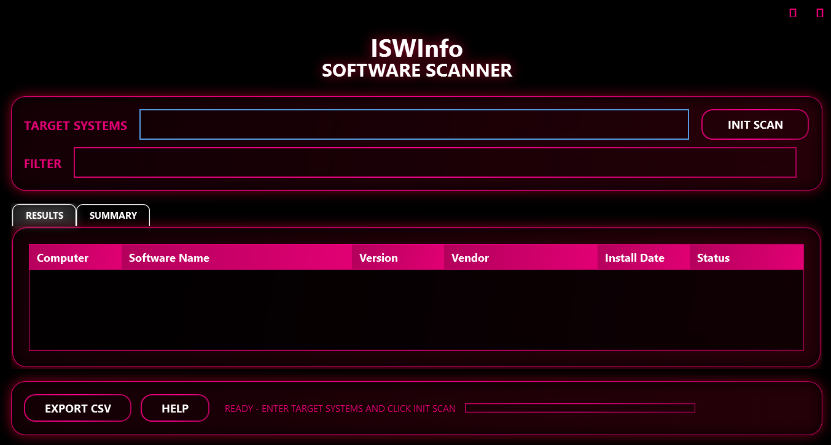 ISWInfo
SOFTWARE SCANNER
TARGET SYSTEMS INIT SCAN
FILTER
RESULTS SUMMARY
Computer Software Name Version Vendor Install Date Status
EXPORT CSV HELP READY - ENTER TARGET SYSTEMS AND CLICK INIT SCAN